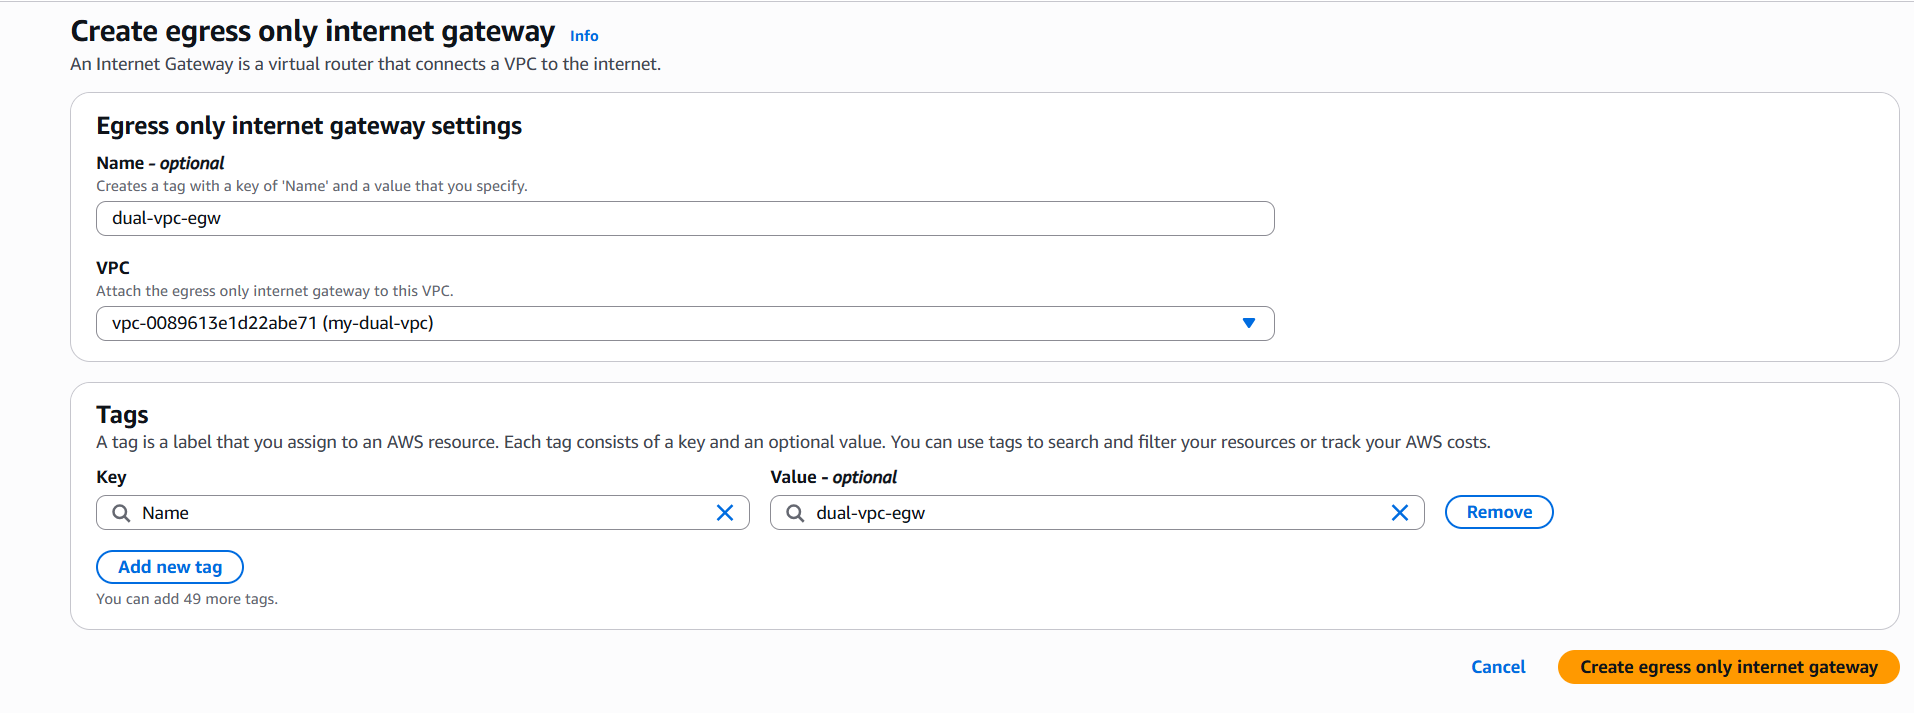 Create egress only internet gateway Info
An Internet Gateway is a virtual router that connects a VPC to the internet.
Egress only internet gateway settings
Name - optional
Creates a tag with a key of 'Name' and a value that you specify.
dual-vpc-egw
VPC
Attach the egress only internet gateway to this VPC.
vpc-0089613e1d22abe71 (my-dual-vpc)
Tags
A tag is a label that you assign to an AWS resource. Each tag consists of a key and an optional value. You can use tags to search and filter your resources or track your AWS costs.
Key Value - optional
Name dual-vpc-egw Remove
Add new tag
You can add 49 more tags.
Cancel Create egress only internet gateway